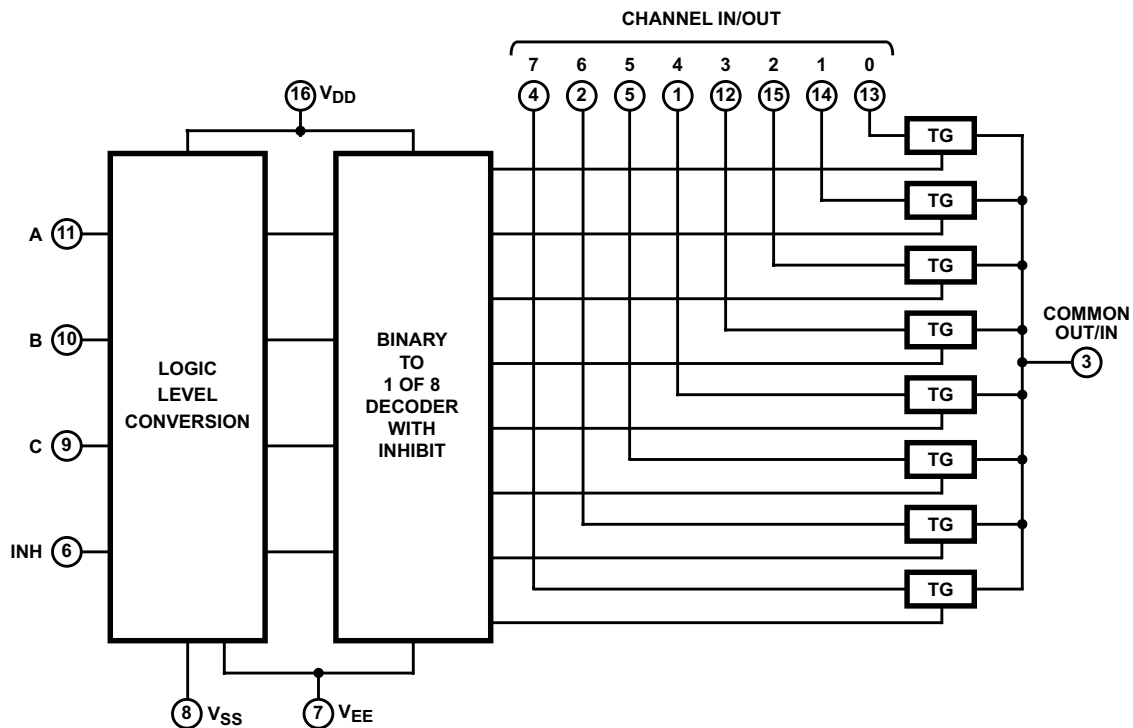 CHANNEL IN/OUT
7 6 5 4 3 2 1 0
4 2 5 1 12 15 14 13
16 VDD
TG
TG
TG
TG
TG
TG
TG
TG
A 11
B 10
C 9
INH 6
LOGIC
LEVEL
CONVERSION
BINARY
TO
1 OF 8
DECODER
WITH
INHIBIT
COMMON
OUT/IN
3
8 VSS
7 VEE